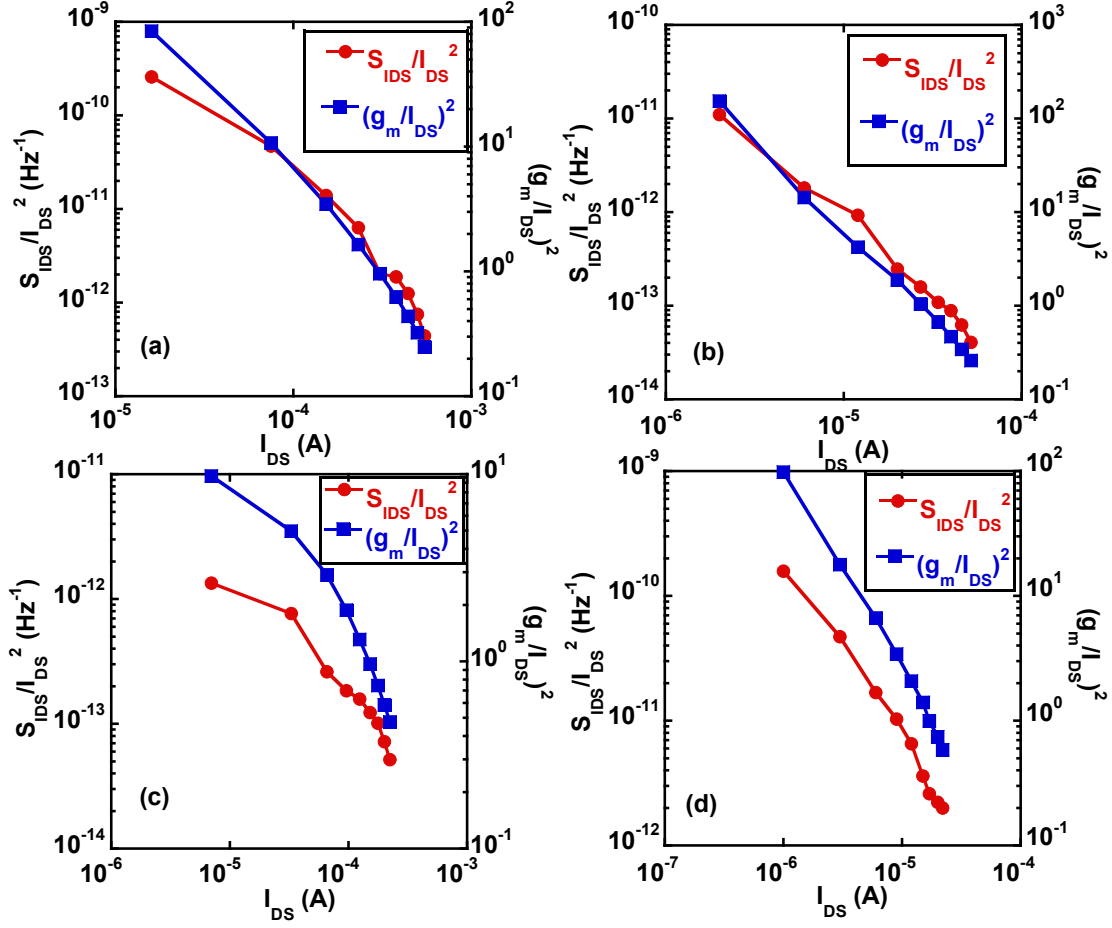 10^-9
10^-10
10^-11
10^-12
10^-13
S_IDS/I_DS^2 (Hz^-1)
S_IDS/I_DS^2
(g_m/I_DS)^2
(a)
10^2
10^1
10^0
10^-1
(g_m/I_DS)^2
10^-5
10^-4
10^-3
I_DS (A)
10^-10
10^-11
10^-12
10^-13
10^-14
S_IDS/I_DS^2 (Hz^-1)
S_IDS/I_DS^2
(g_m/I_DS)^2
(b)
10^3
10^2
10^1
10^0
10^-1
(g_m/I_DS)^2
10^-6
10^-5
10^-4
I_DS (A)
10^-11
10^-12
10^-13
10^-14
S_IDS/I_DS^2 (Hz^-1)
S_IDS/I_DS^2
(g_m/I_DS)^2
(c)
10^1
10^0
10^-1
(g_m/I_DS)^2
10^-6
10^-5
10^-4
10^-3
I_DS (A)
10^-9
10^-10
10^-11
10^-12
S_IDS/I_DS^2 (Hz^-1)
S_IDS/I_DS^2
(g_m/I_DS)^2
(d)
10^2
10^1
10^0
10^-1
(g_m/I_DS)^2
10^-7
10^-6
10^-5
10^-4
I_DS (A)